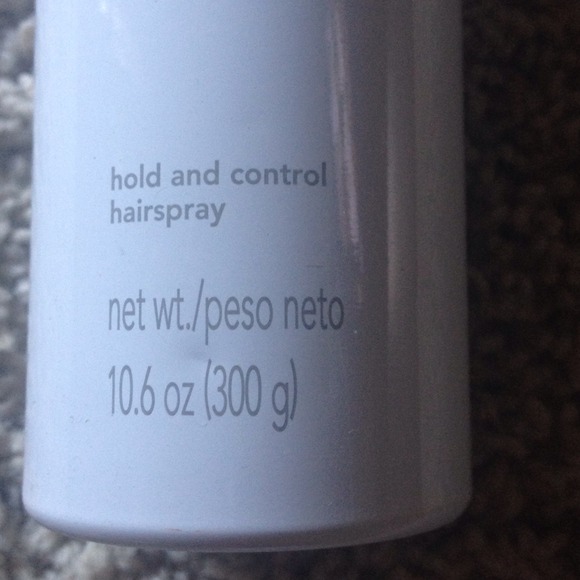 hold and control
hairspray
net wt./peso neto
10.6 oz (300 g)